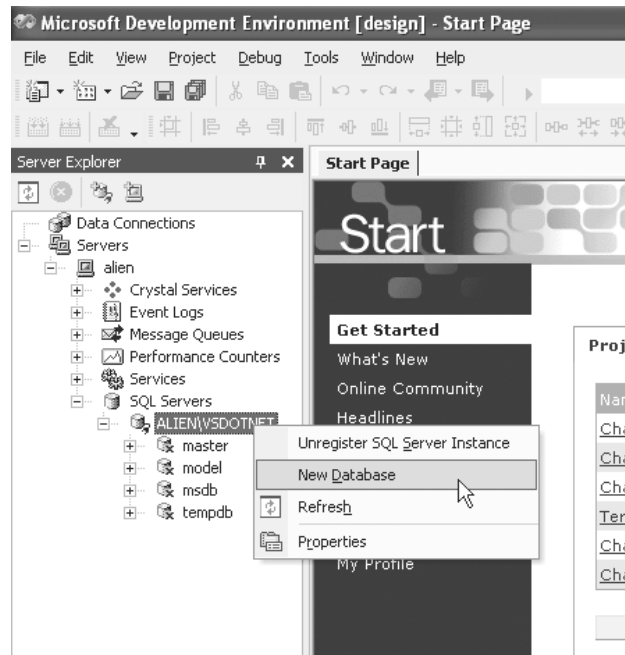 Microsoft Development Environment [design] - Start Page
File Edit View Project Debug Tools Window Help
Server Explorer
Start Page
Data Connections
Servers
alien
Crystal Services
Event Logs
Message Queues
Performance Counters
Services
SQL Servers
ALIEN\VSDOTNET
master
model
msdb
tempdb
Unregister SQL Server Instance
New Database
Refresh
Properties
Start
Get Started
What's New
Online Community
Headlines
My Profile
Proj
Nar
Cha
Cha
Cha
Ter
Cha
Cha